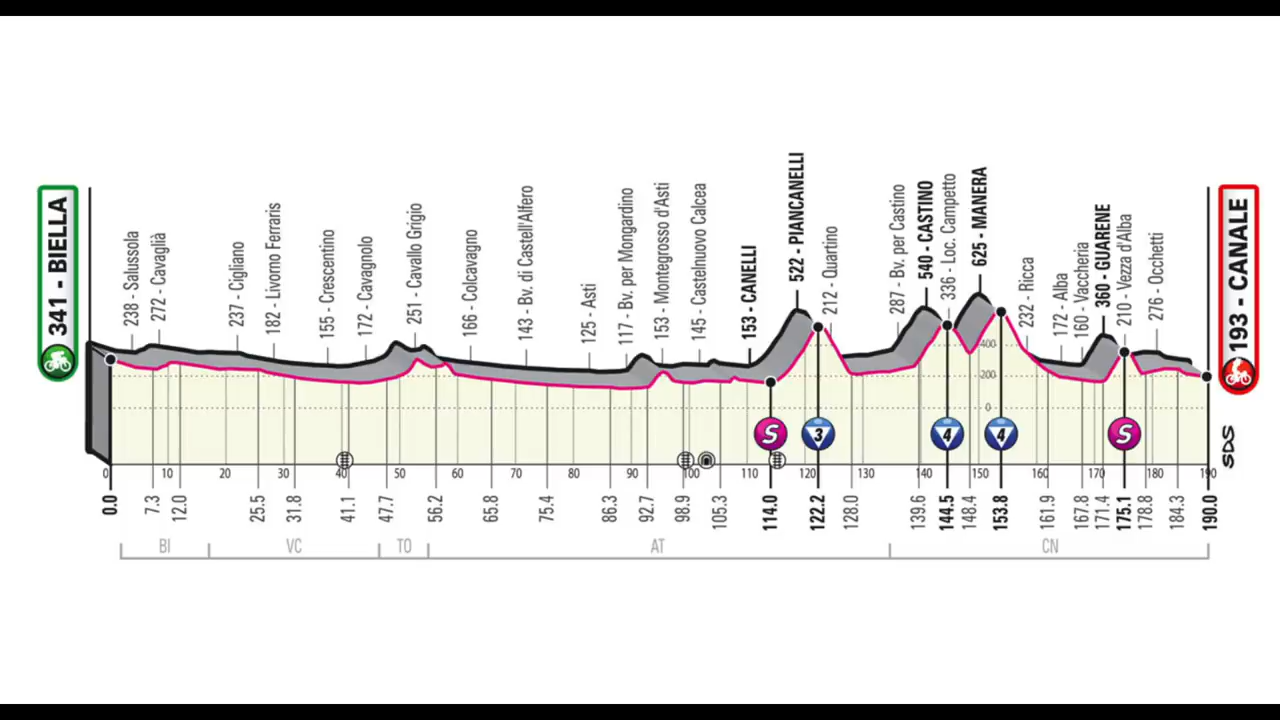 341 - BIELLA
238 - Salussola
272 - Cavaglià
237 - Cigliano
182 - Livorno Ferraris
155 - Crescentino
172 - Cavagnolo
251 - Cavallo Grigio
166 - Colcavagno
143 - Bv. di Castell'Alfero
125 - Asti
117 - Bv. per Mongardino
153 - Montegrosso d'Asti
145 - Castelnuovo Calcea
153 - CANELLI
522 - PIANCANELLI
212 - Quartino
287 - Bv. per Castino
540 - CASTINO
336 - Loc. Campetto
625 - MANERA
232 - Ricca
172 - Alba
160 - Vaccheria
360 - GUARENE
210 - Vezza d'Alba
276 - Occhetti
193 - CANALE
400
200
0
S
3
4
4
S
SDS
0 10 20 30 40 50 60 70 80 90 100 110 120 130 140 150 160 170 180 190
0.0 7.3 12.0 25.5 31.8 41.1 47.7 56.2 65.8 75.4 86.3 92.7 98.9 105.3 114.0 122.2 128.0 139.6 144.5 148.4 153.8 161.9 167.8 171.4 175.1 178.8 184.3 190.0
BI VC TO AT CN